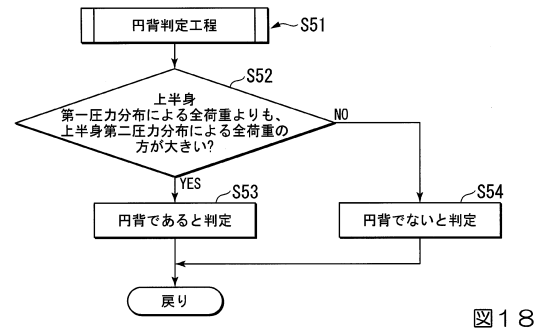 円背判定工程
S51
S52
上半身
第一圧力分布による全荷重よりも、
上半身第二圧力分布による全荷重の
方が大きい?
NO
YES
S53
S54
円背であると判定
円背でないと判定
戻り
図18